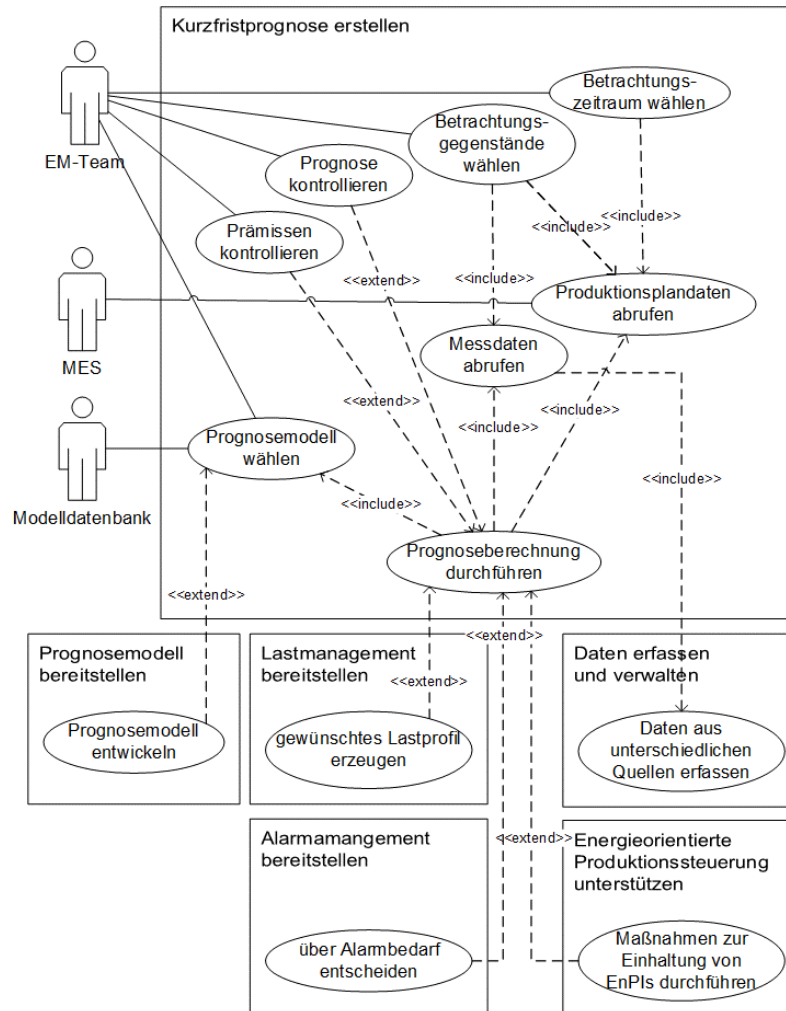 Kurzfristprognose erstellen
EM-Team
Betrachtungs-
zeitraum wählen
Betrachtungs-
gegenstände
wählen
Prognose
kontrollieren
Prämissen
kontrollieren
<<include>>
<<include>>
<<extend>>
<<include>>
MES
Produktionsplandaten
abrufen
Messdaten
abrufen
<<extend>>
<<include>>
<<include>>
Modelldatenbank
Prognosemodell
wählen
<<include>>
<<include>>
Prognoseberechnung
durchführen
<<extend>>
<<extend>>
Prognosemodell
bereitstellen
Prognosemodell
entwickeln
Lastmanagement
bereitstellen
<<extend>>
gewünschtes Lastprofil
erzeugen
Daten erfassen
und verwalten
Daten aus
unterschiedlichen
Quellen erfassen
Alarmamangement
bereitstellen
über Alarmbedarf
entscheiden
<<extend>>
Energieorientierte
Produktionssteuerung
unterstützen
Maßnahmen zur
Einhaltung von
EnPIs durchführen